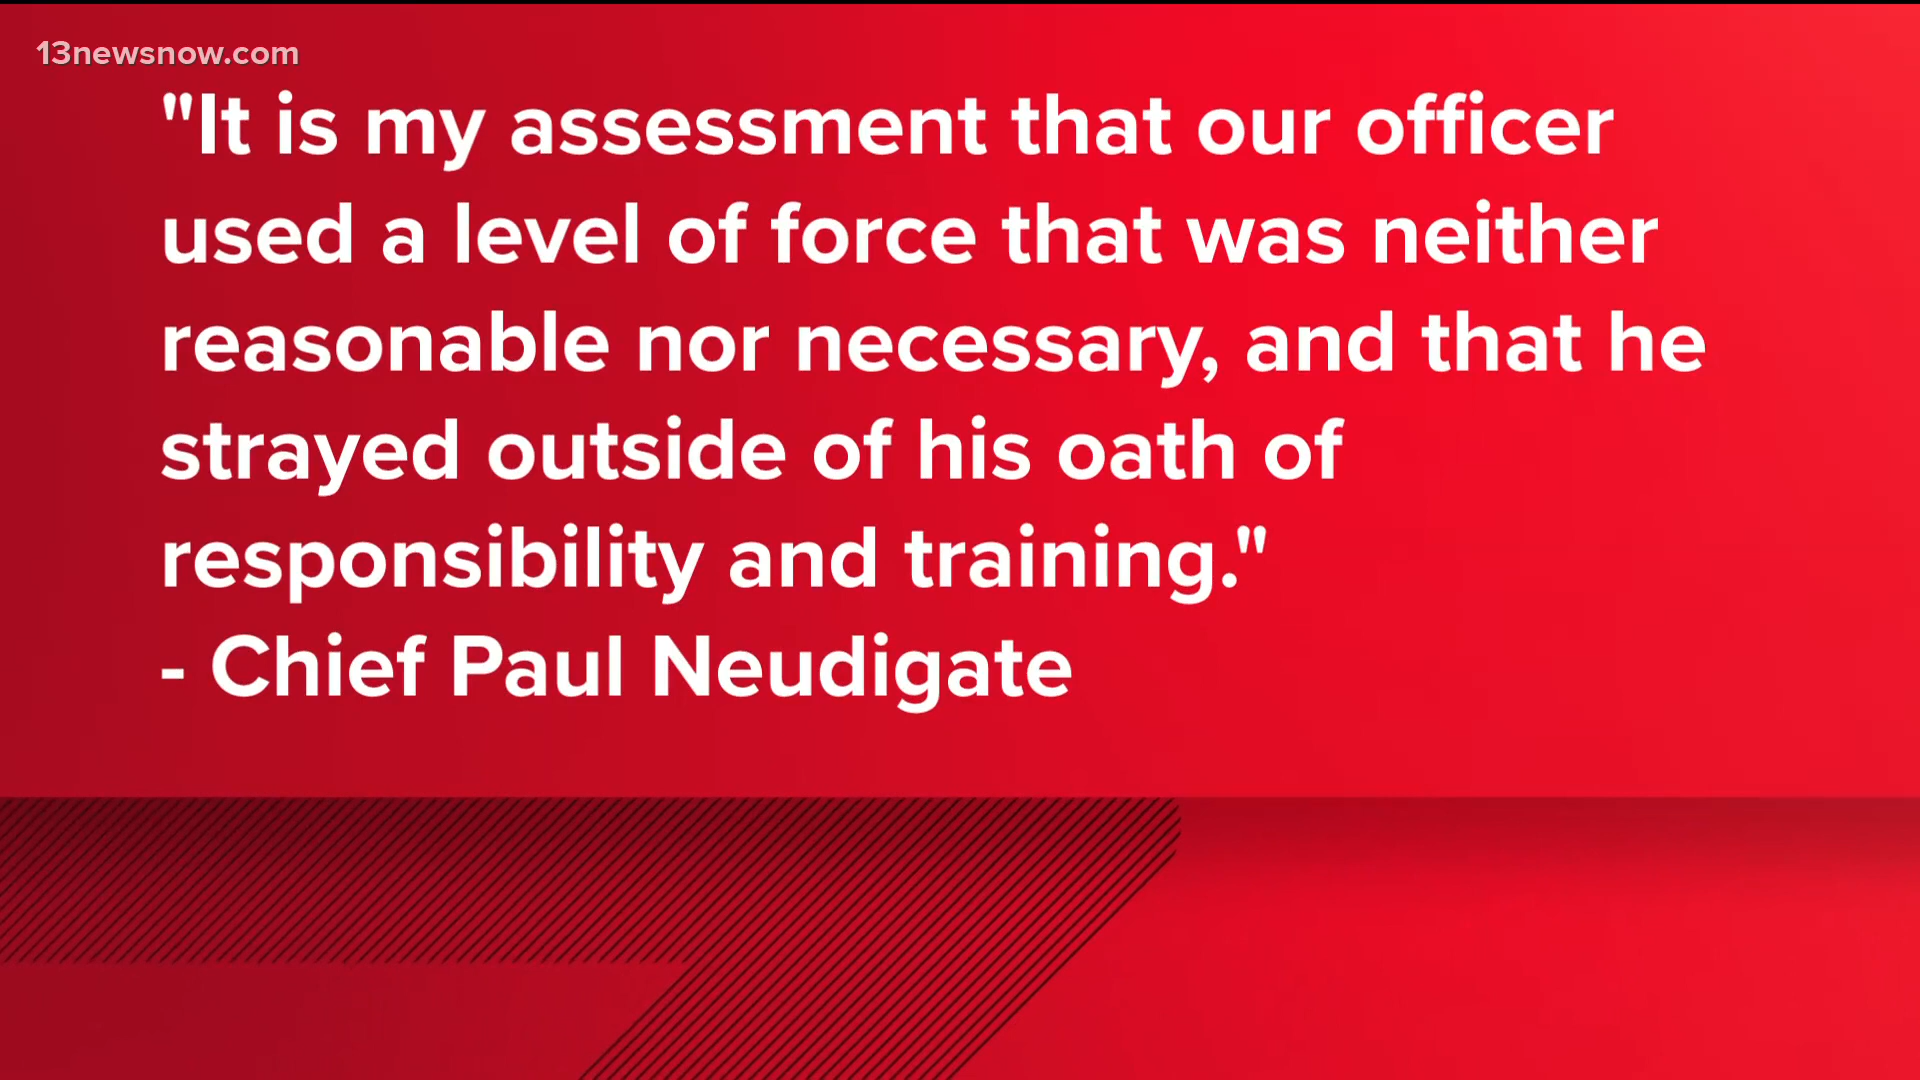 13newsnow.com
"It is my assessment that our officer
used a level of force that was neither
reasonable nor necessary, and that he
strayed outside of his oath of
responsibility and training."
- Chief Paul Neudigate